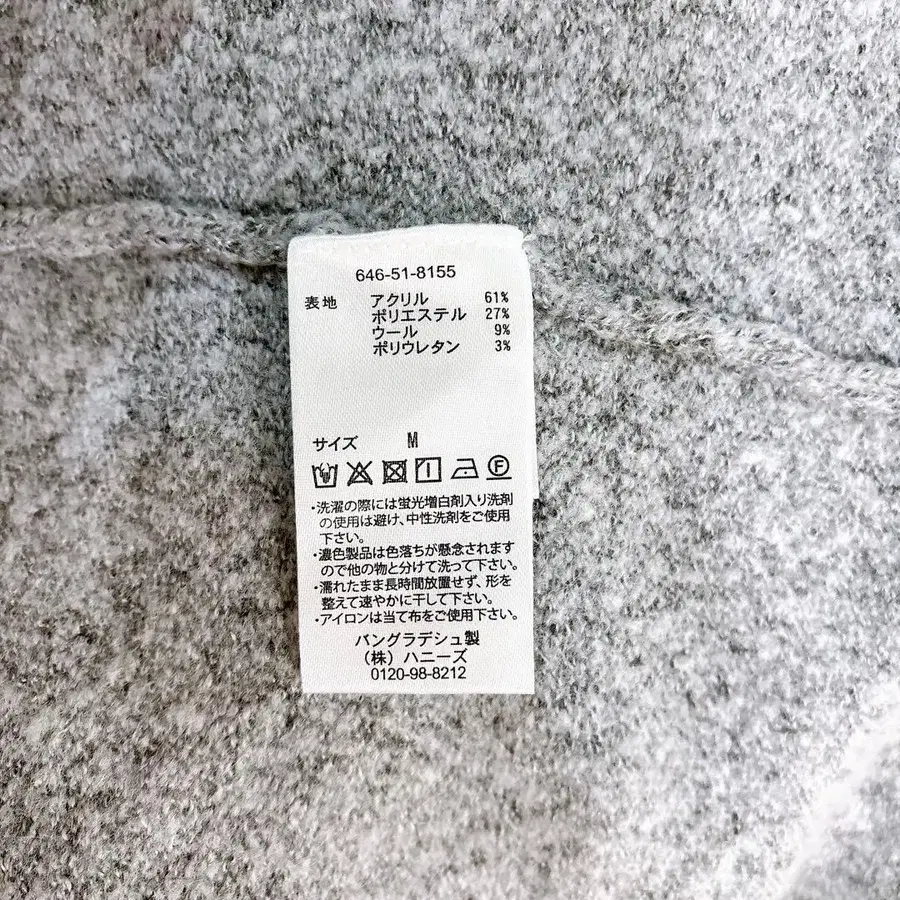 646-51-8155
表地 アクリル 61%
ポリエステル 27%
ウール 9%
ポリウレタン 3%
サイズ M
・洗濯の際には蛍光増白剤入り洗剤
の使用は避け、中性洗剤をご使用
下さい。
・濃色製品は色落ちが懸念されます
ので他の物と分けて洗って下さい。
・濡れたまま長時間放置せず、形を
整えて速やかに干して下さい。
・アイロンは当て布をご使用下さい。
バングラデシュ製
（株）ハニーズ
0120-98-8212